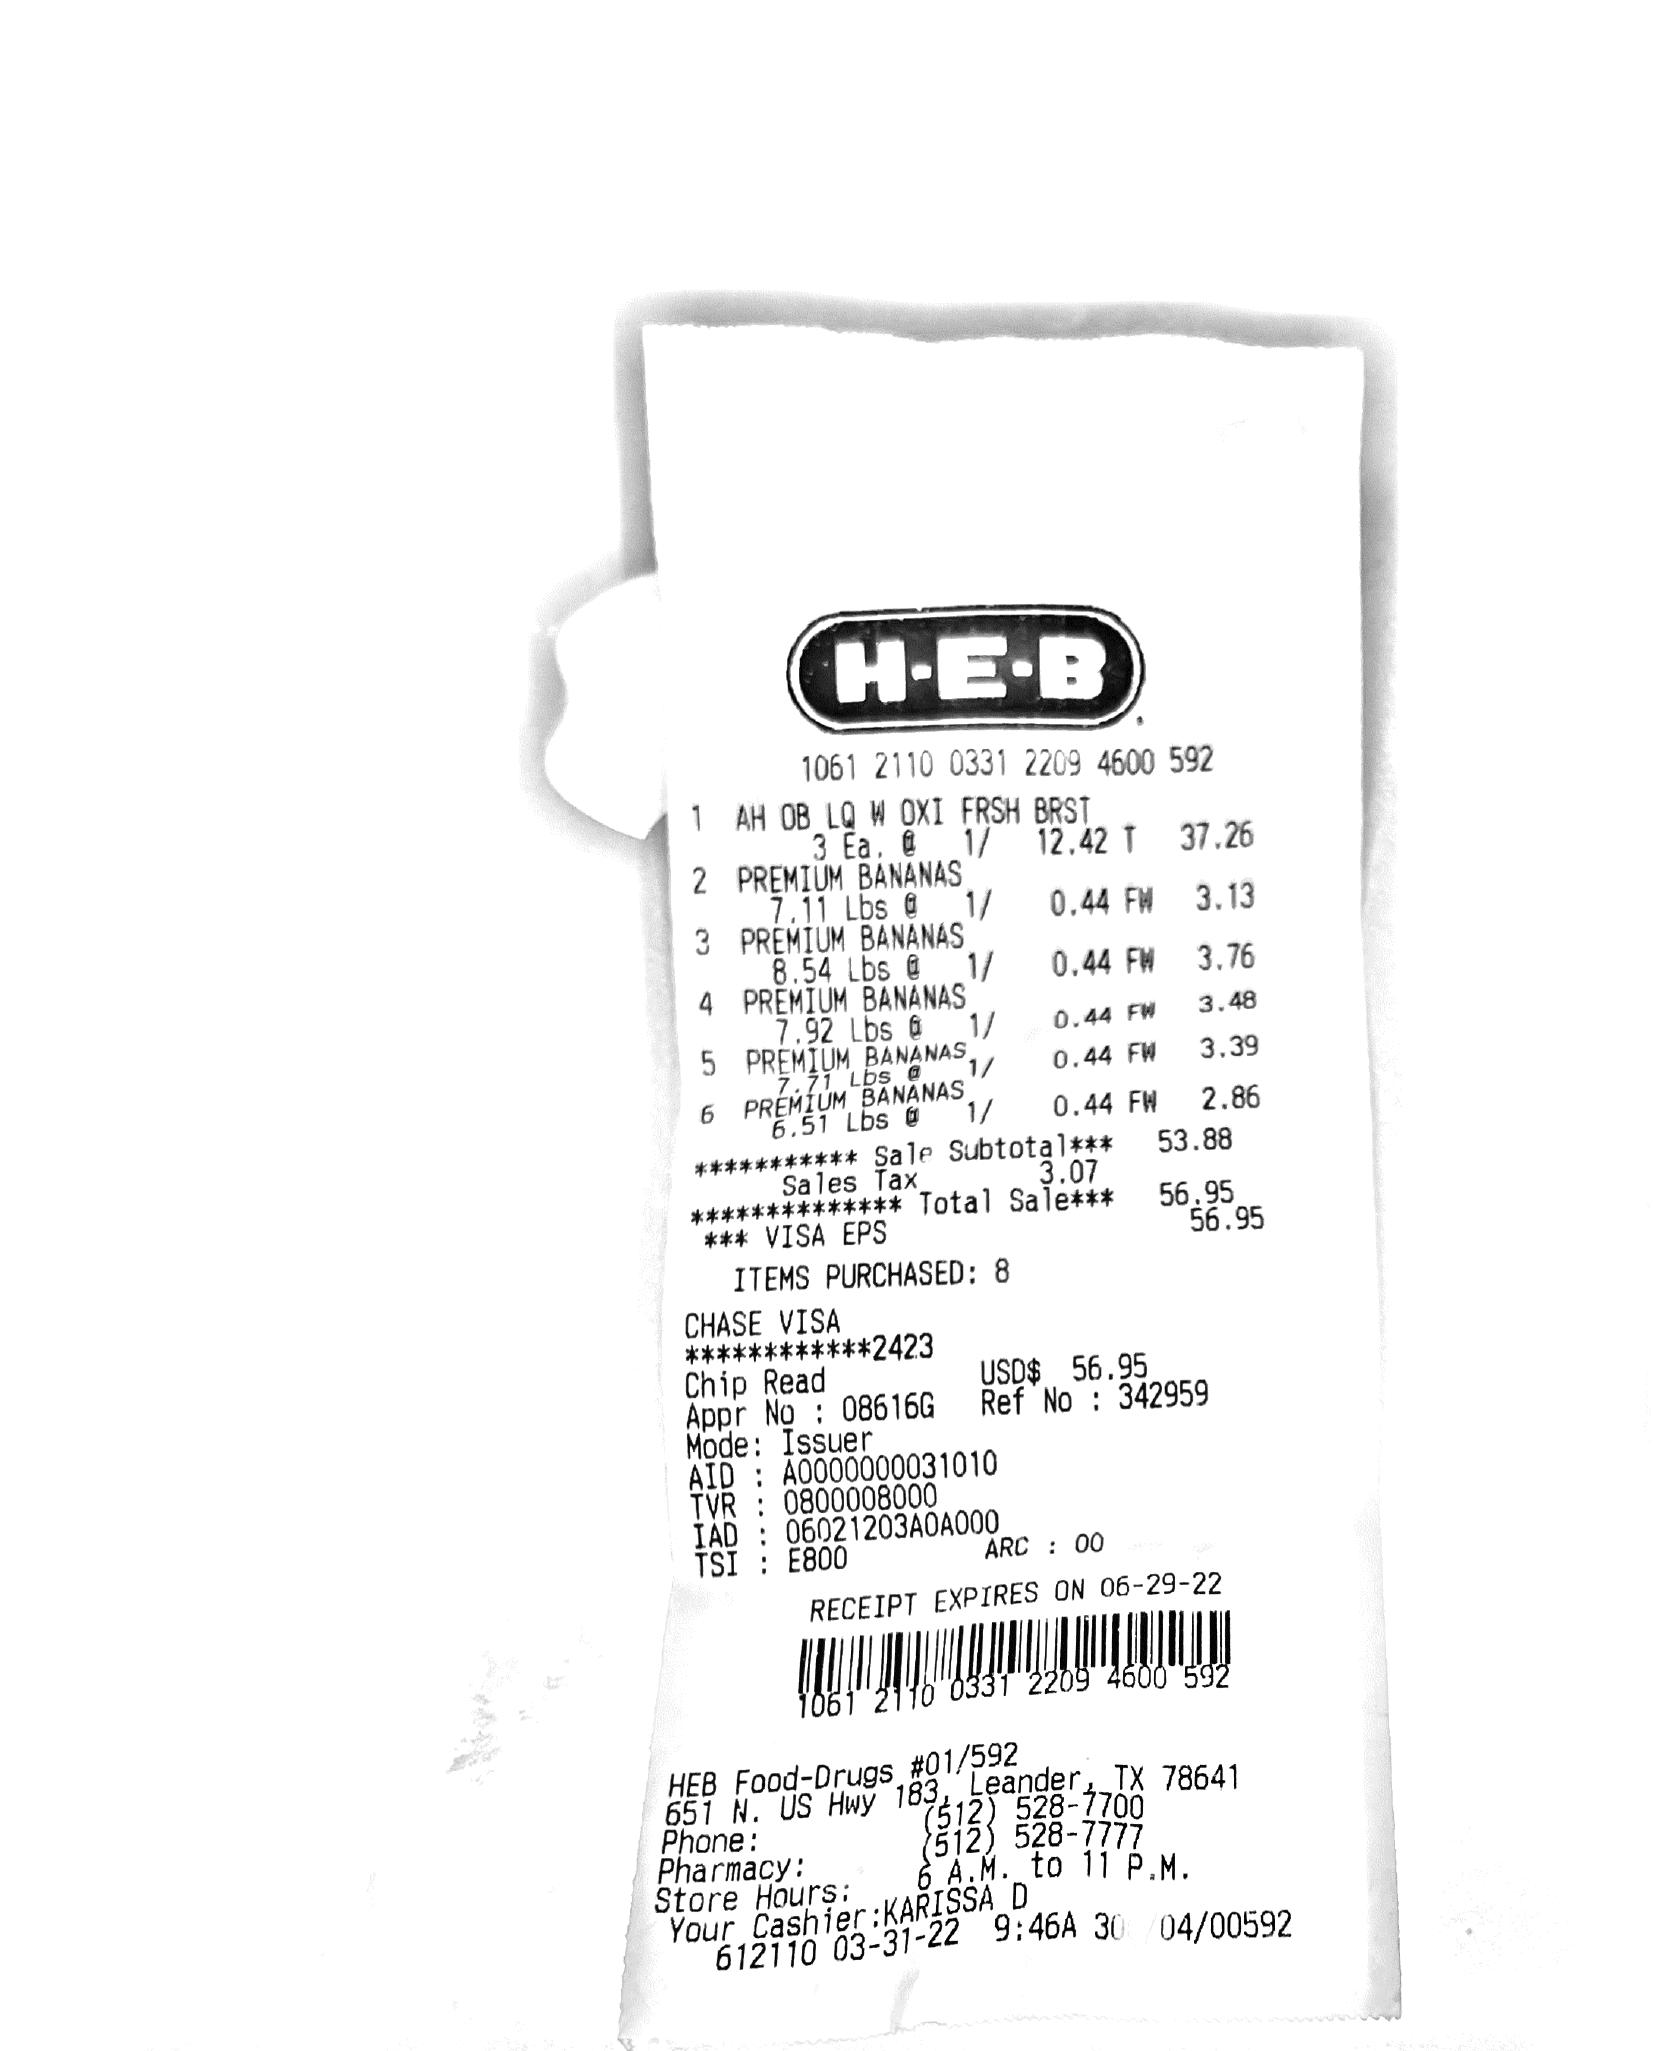 H·E·B
1061 2110 0331 2209 4600 592
1 AH OB LQ W OXI FRSH BRST
3 Ea. @ 1/ 12.42 T 37.26
2 PREMIUM BANANAS
7.11 Lbs @ 1/ 0.44 FW 3.13
3 PREMIUM BANANAS
8.54 Lbs @ 1/ 0.44 FW 3.76
4 PREMIUM BANANAS
7.92 Lbs @ 1/ 0.44 FW 3.48
5 PREMIUM BANANAS
7.71 Lbs @ 1/ 0.44 FW 3.39
6 PREMIUM BANANAS
6.51 Lbs @ 1/ 0.44 FW 2.86
*********** Sale Subtotal*** 53.88
Sales Tax 3.07
************** Total Sale*** 56.95
*** VISA EPS 56.95
ITEMS PURCHASED: 8
CHASE VISA
************2423
Chip Read USD$ 56.95
Appr No : 08616G Ref No : 342959
Mode: Issuer
AID : A0000000031010
TVR : 0800008000
IAD : 06021203A0A000
TSI : E800 ARC : 00
RECEIPT EXPIRES ON 06-29-22
1061 2110 0331 2209 4600 592
HEB Food-Drugs #01/592
651 N. US Hwy 183, Leander, TX 78641
Phone: (512) 528-7700
Pharmacy: (512) 528-7777
Store Hours: 6 A.M. to 11 P.M.
Your Cashier:KARISSA D
612110 03-31-22 9:46A 04/00592